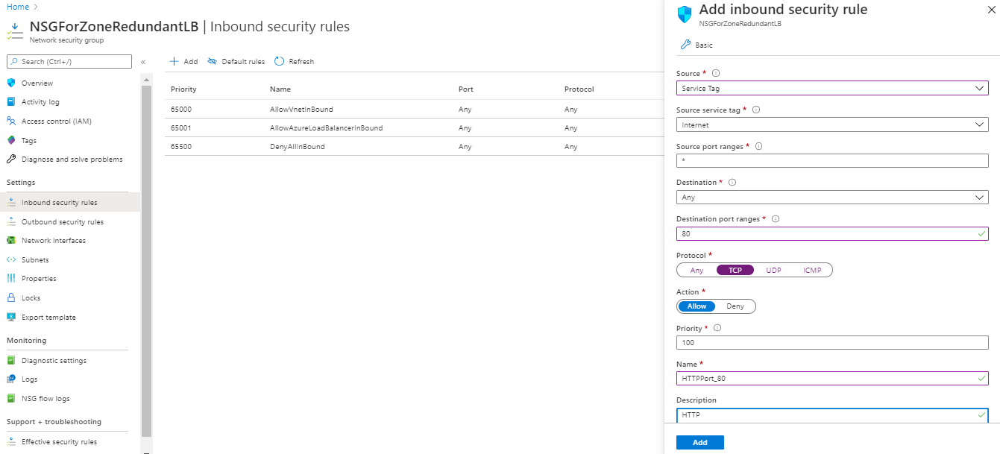 Home >
NSGForZoneRedundantLB | Inbound security rules
Network security group
Search (Ctrl+/)
«
Overview
Activity log
Access control (IAM)
Tags
Diagnose and solve problems
Settings
Inbound security rules
Outbound security rules
Network interfaces
Subnets
Properties
Locks
Export template
Monitoring
Diagnostic settings
Logs
NSG flow logs
Support + troubleshooting
Effective security rules
Add Default rules Refresh
Priority Name Port Protocol
65000 AllowVnetInBound Any Any
65001 AllowAzureLoadBalancerInBound Any Any
65500 DenyAllInBound Any Any
Add inbound security rule
NSGForZoneRedundantLB
Basic
Source *
Service Tag
Source service tag *
Internet
Source port ranges *
*
Destination *
Any
Destination port ranges *
80
Protocol *
Any TCP UDP ICMP
Action *
Allow Deny
Priority *
100
Name *
HTTPPort_80
Description
HTTP
Add